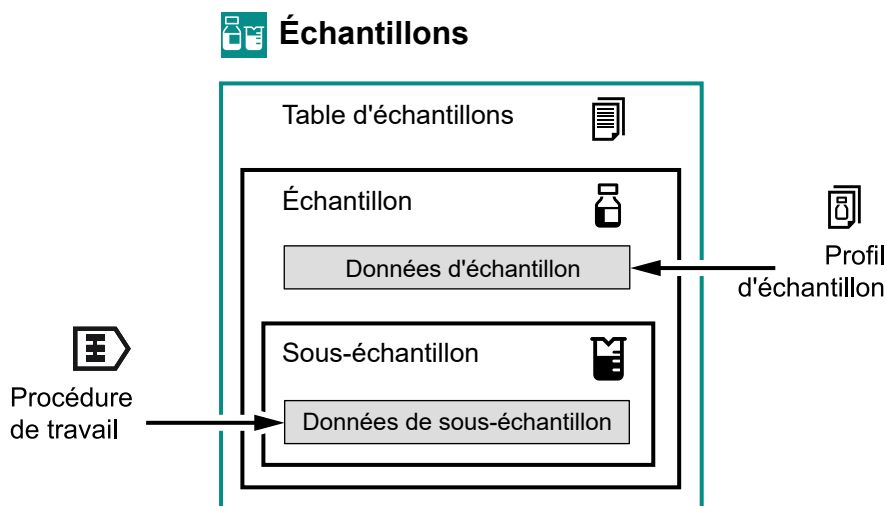 Échantillons
Table d'échantillons
Échantillon
Données d'échantillon
Profil
d'échantillon
Sous-échantillon
Données de sous-échantillon
Procédure
de travail